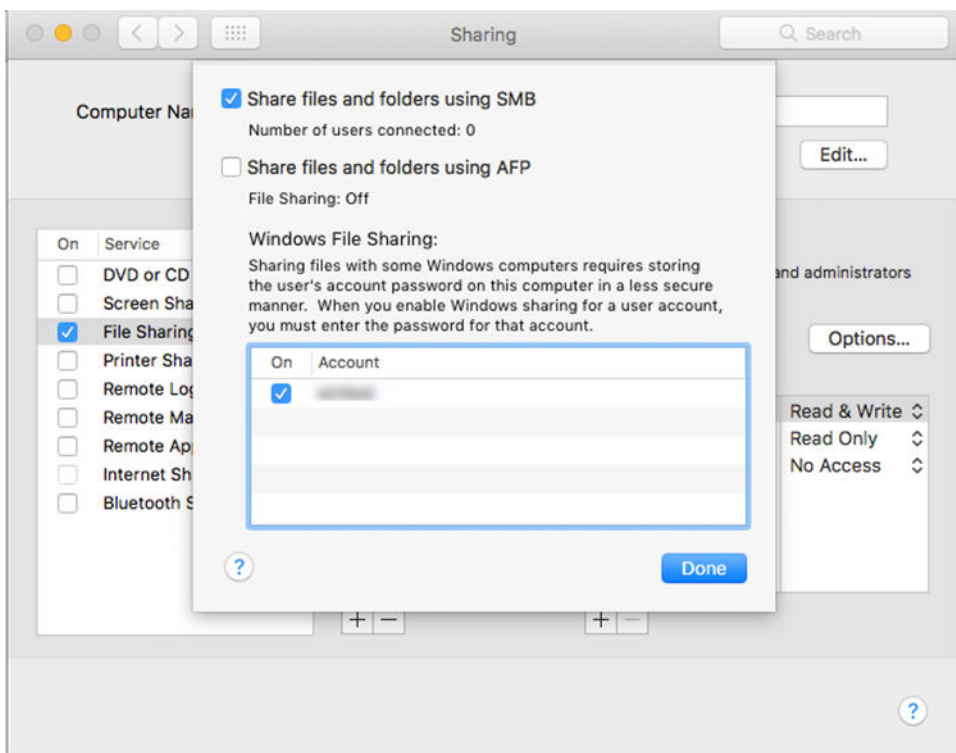 Sharing
Search
Computer Na
Edit...
Share files and folders using SMB
Number of users connected: 0
Share files and folders using AFP
File Sharing: Off
Windows File Sharing:
Sharing files with some Windows computers requires storing
the user's account password on this computer in a less secure
manner. When you enable Windows sharing for a user account,
you must enter the password for that account.
On Account
? Done
On Service
DVD or CD
Screen Sha
File Sharing
Printer Sha
Remote Log
Remote Ma
Remote App
Internet Sh
Bluetooth S
and administrators
Options...
Read & Write
Read Only
No Access
+ − + −
?